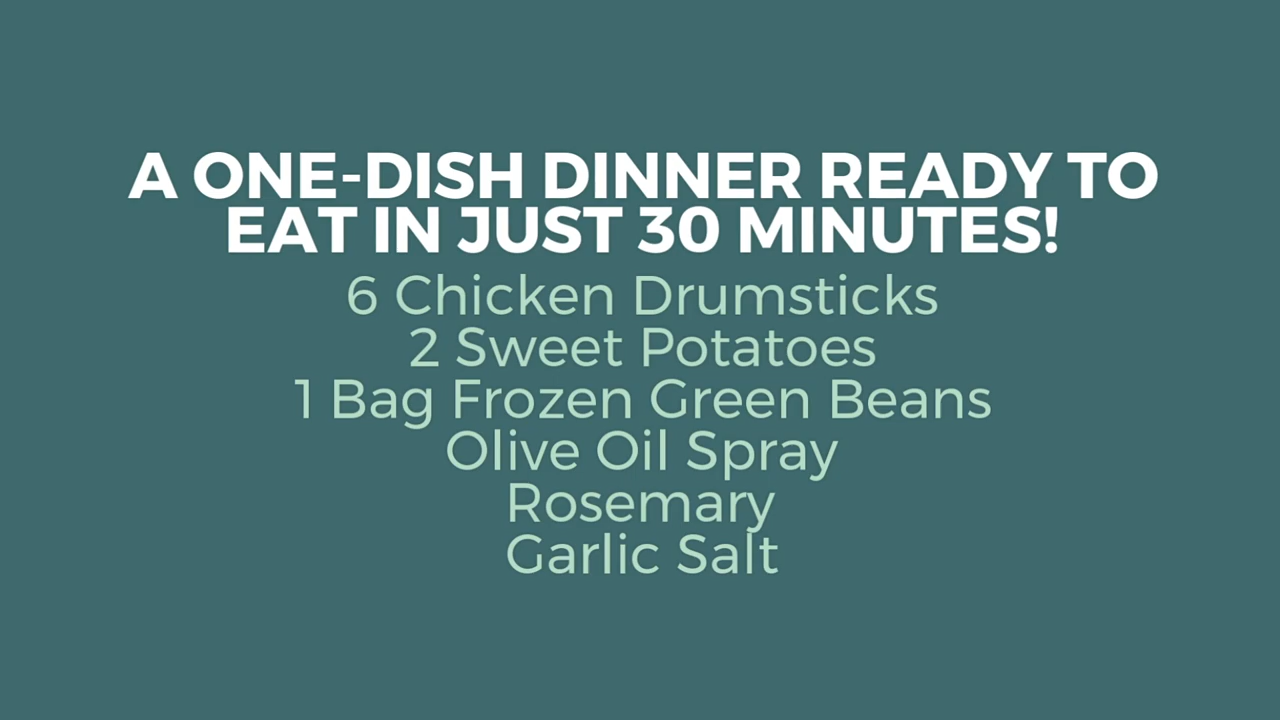 A ONE-DISH DINNER READY TO
EAT IN JUST 30 MINUTES!
6 Chicken Drumsticks
2 Sweet Potatoes
1 Bag Frozen Green Beans
Olive Oil Spray
Rosemary
Garlic Salt